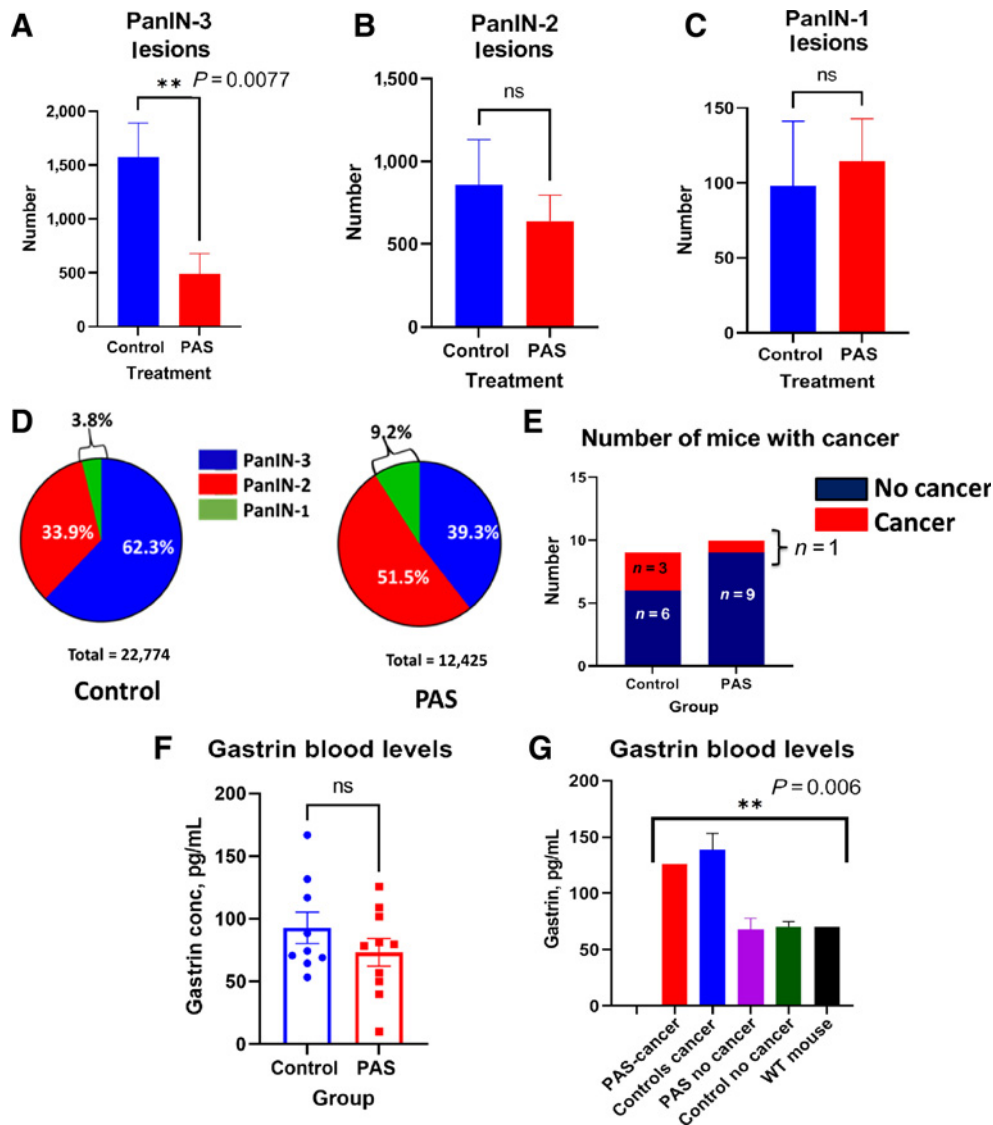 A
PanIN-3
lesions
** P = 0.0077
2,000
1,500
1,000
500
0
Number
Control PAS
Treatment
B
PanIN-2
lesions
ns
1,500
1,000
500
0
Number
Control PAS
Treatment
C
PanIN-1
lesions
ns
150
100
50
0
Number
Control PAS
Treatment
D
3.8%
33.9%
62.3%
Total = 22,774
Control
PanIN-3
PanIN-2
PanIN-1
9.2%
39.3%
51.5%
Total = 12,425
PAS
E
Number of mice with cancer
No cancer
Cancer
15
10
5
0
Number
n = 3
n = 6
n = 9
n = 1
Control PAS
Group
F
Gastrin blood levels
ns
200
150
100
50
0
Gastrin conc, pg/mL
Control PAS
Group
G
Gastrin blood levels
P = 0.006
**
200
150
100
50
0
Gastrin, pg/mL
PAS-cancer
Controls cancer
PAS no cancer
Control no cancer
WT mouse